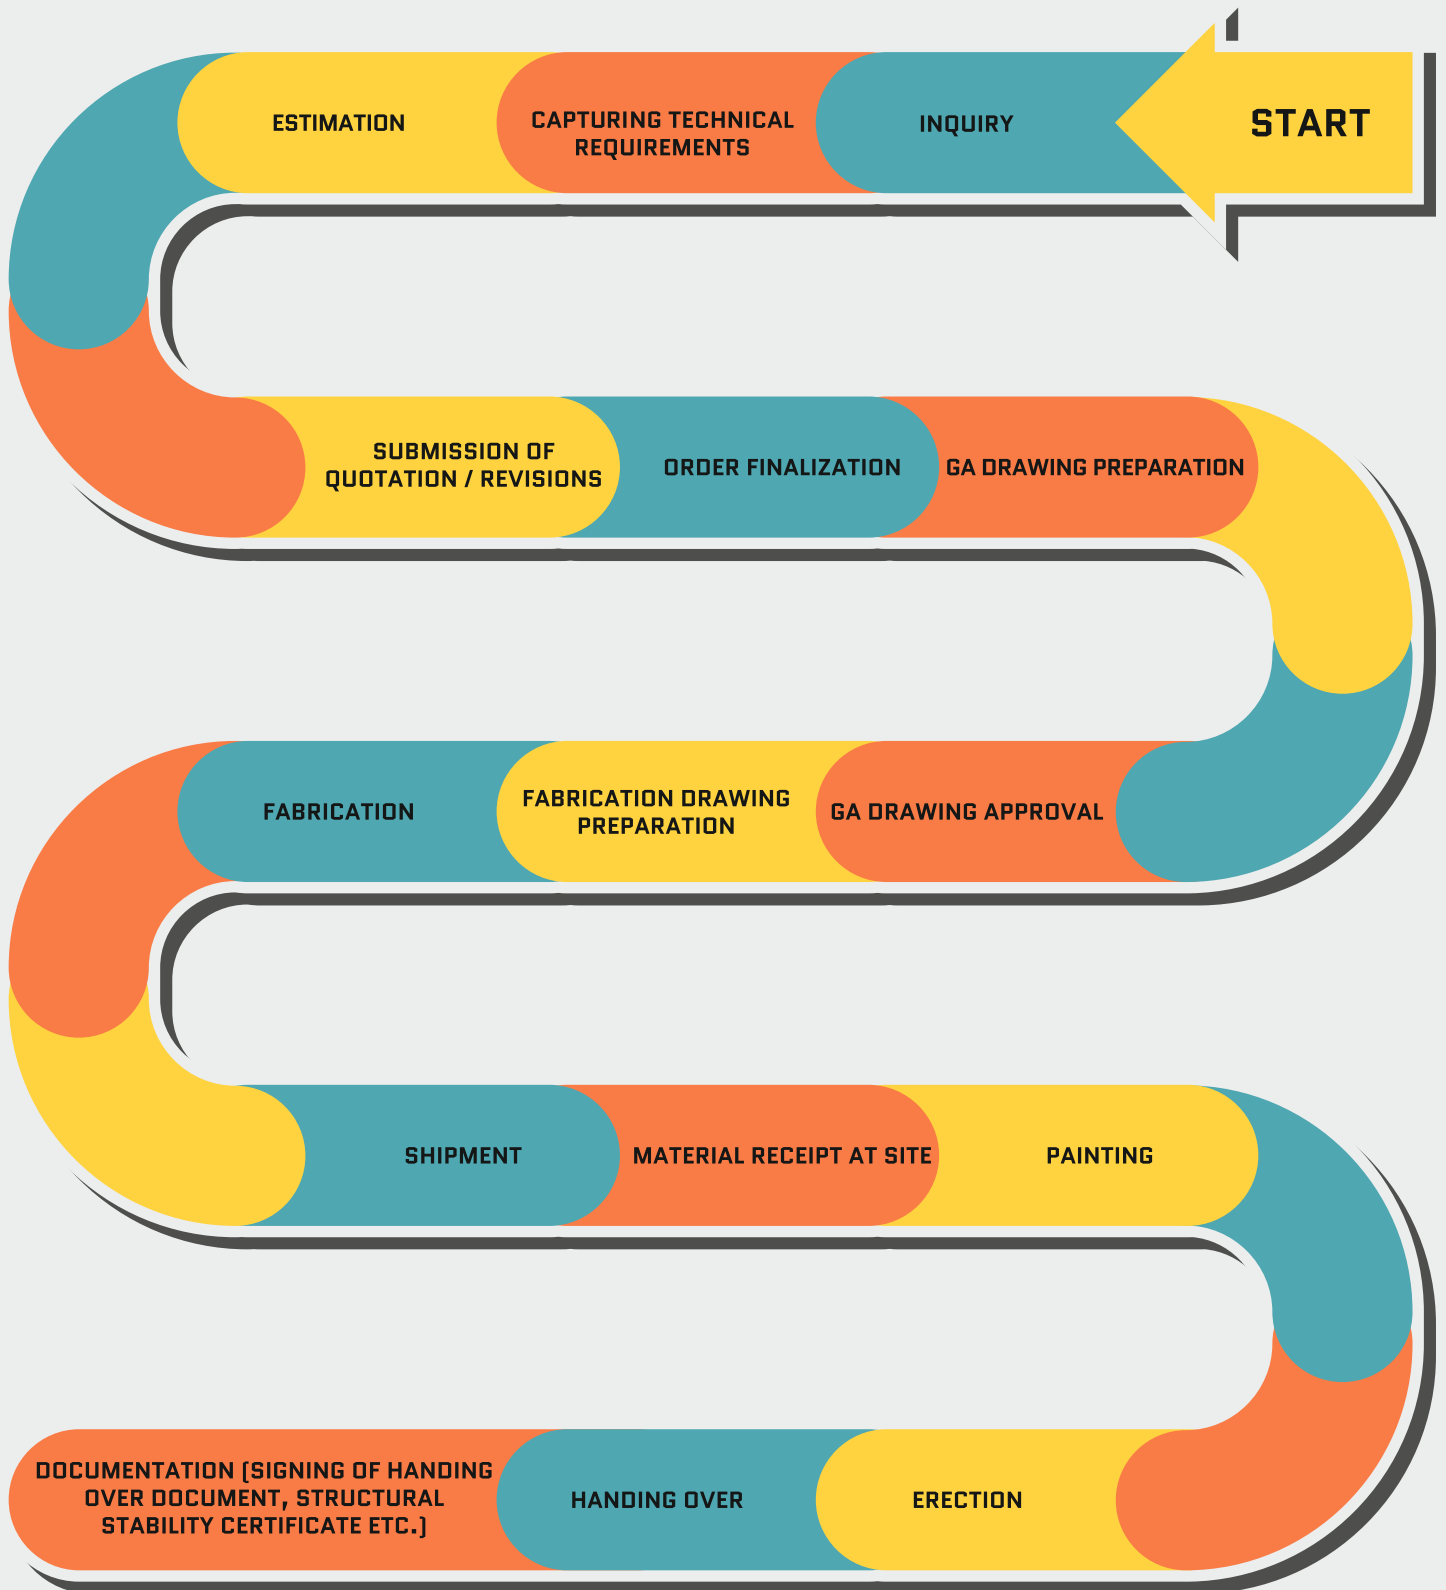 START
INQUIRY
CAPTURING TECHNICAL
REQUIREMENTS
ESTIMATION
SUBMISSION OF
QUOTATION / REVISIONS
ORDER FINALIZATION
GA DRAWING PREPARATION
GA DRAWING APPROVAL
FABRICATION DRAWING
PREPARATION
FABRICATION
SHIPMENT
MATERIAL RECEIPT AT SITE
PAINTING
ERECTION
HANDING OVER
DOCUMENTATION (SIGNING OF HANDING
OVER DOCUMENT, STRUCTURAL
STABILITY CERTIFICATE ETC.)